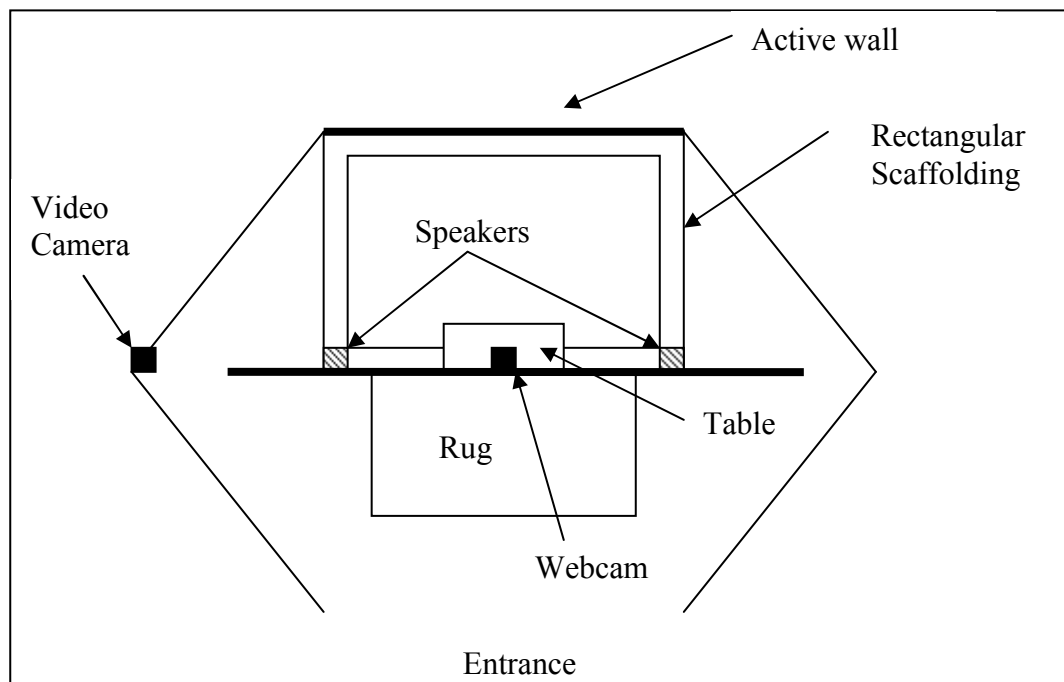 Active wall
Rectangular
Scaffolding
Video
Camera
Speakers
Table
Rug
Webcam
Entrance